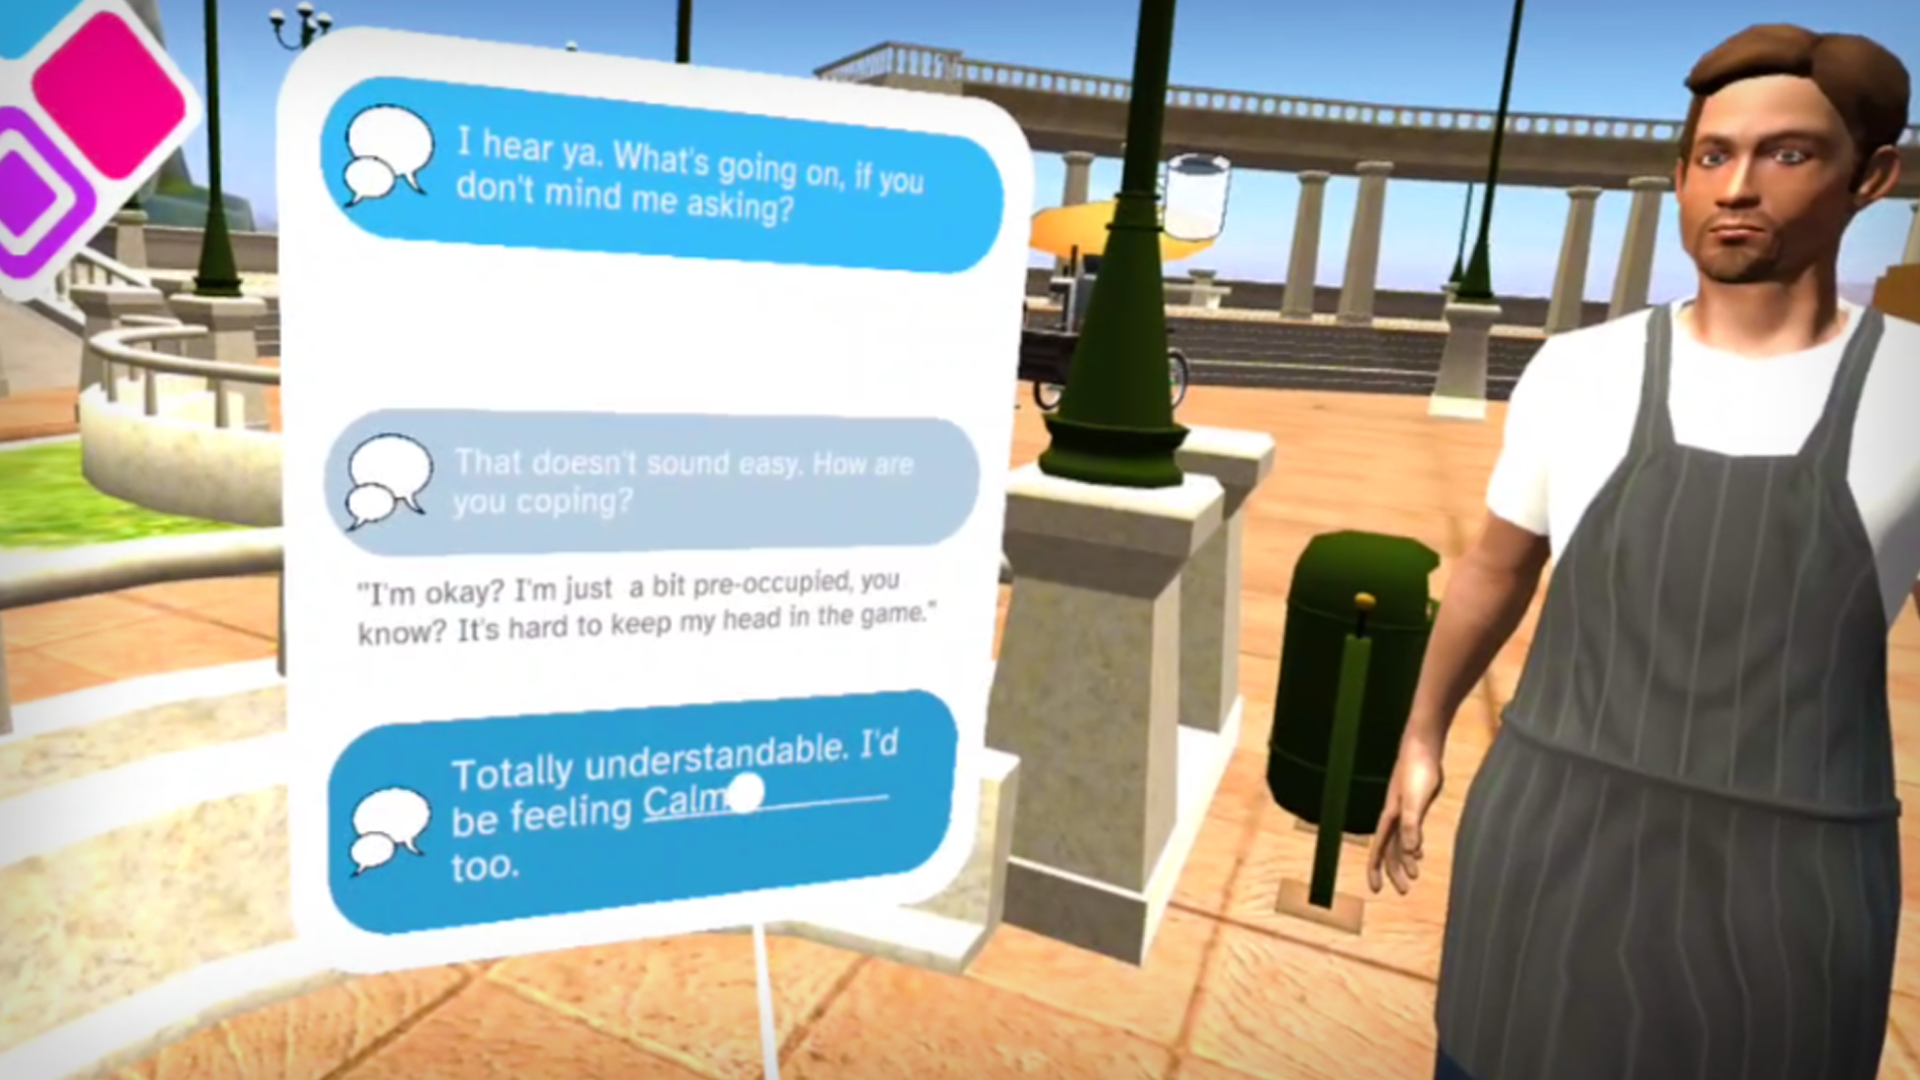 I hear ya. What's going on, if you
don't mind me asking?
That doesn't sound easy. How are
you coping?
"I'm okay? I'm just a bit pre-occupied, you
know? It's hard to keep my head in the game."
Totally understandable. I'd
be feeling Calm
too.